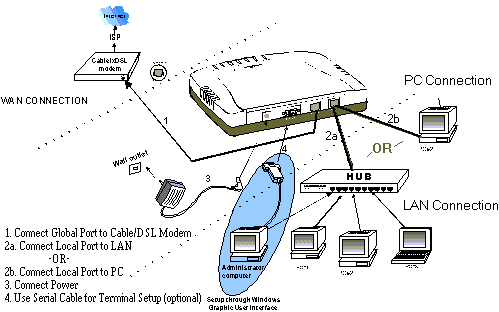 Internet
ISP
Cable/xDSL
modem
WAN CONNECTION
PC Connection
1
2a
2b
OR
Wall outlet
3
4
HUB
LAN Connection
1. Connect Global Port to Cable/DSL Modem
2a. Connect Local Port to LAN
-OR-
2b. Connect Local Port to PC
3. Connect Power
4. Use Serial Cable for Terminal Setup (optional)
Administrator
computer
Setup through Windows
Graphic User Interface